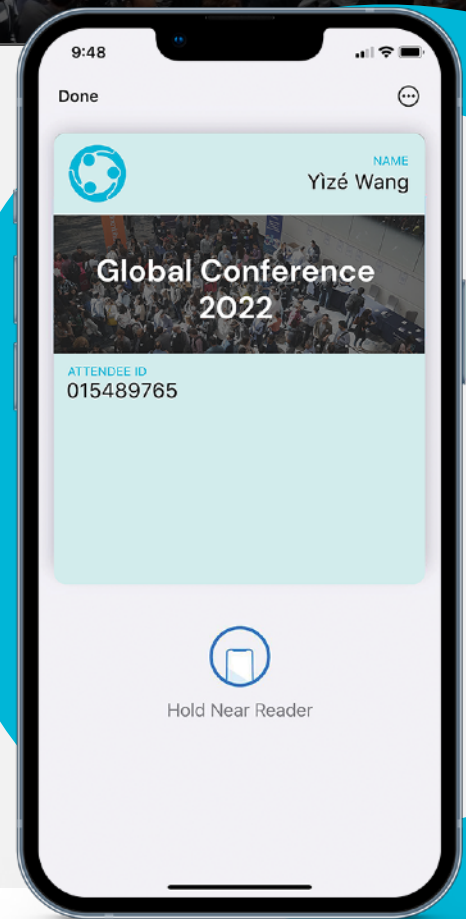 9:48
Done
NAME
Yìzé Wang
Global Conference
2022
ATTENDEE ID
015489765
Hold Near Reader